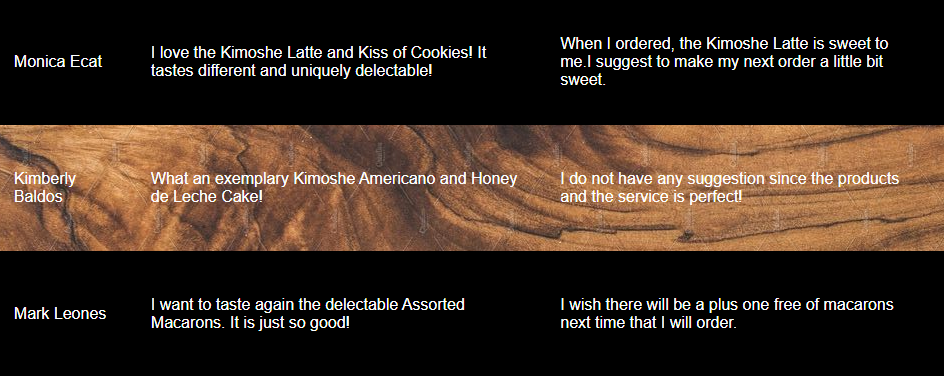 Monica Ecat
I love the Kimoshe Latte and Kiss of Cookies! It
tastes different and uniquely delectable!
When I ordered, the Kimoshe Latte is sweet to
me.I suggest to make my next order a little bit
sweet.
Kimberly
Baldos
What an exemplary Kimoshe Americano and Honey
de Leche Cake!
I do not have any suggestion since the products
and the service is perfect!
Mark Leones
I want to taste again the delectable Assorted
Macarons. It is just so good!
I wish there will be a plus one free of macarons
next time that I will order.